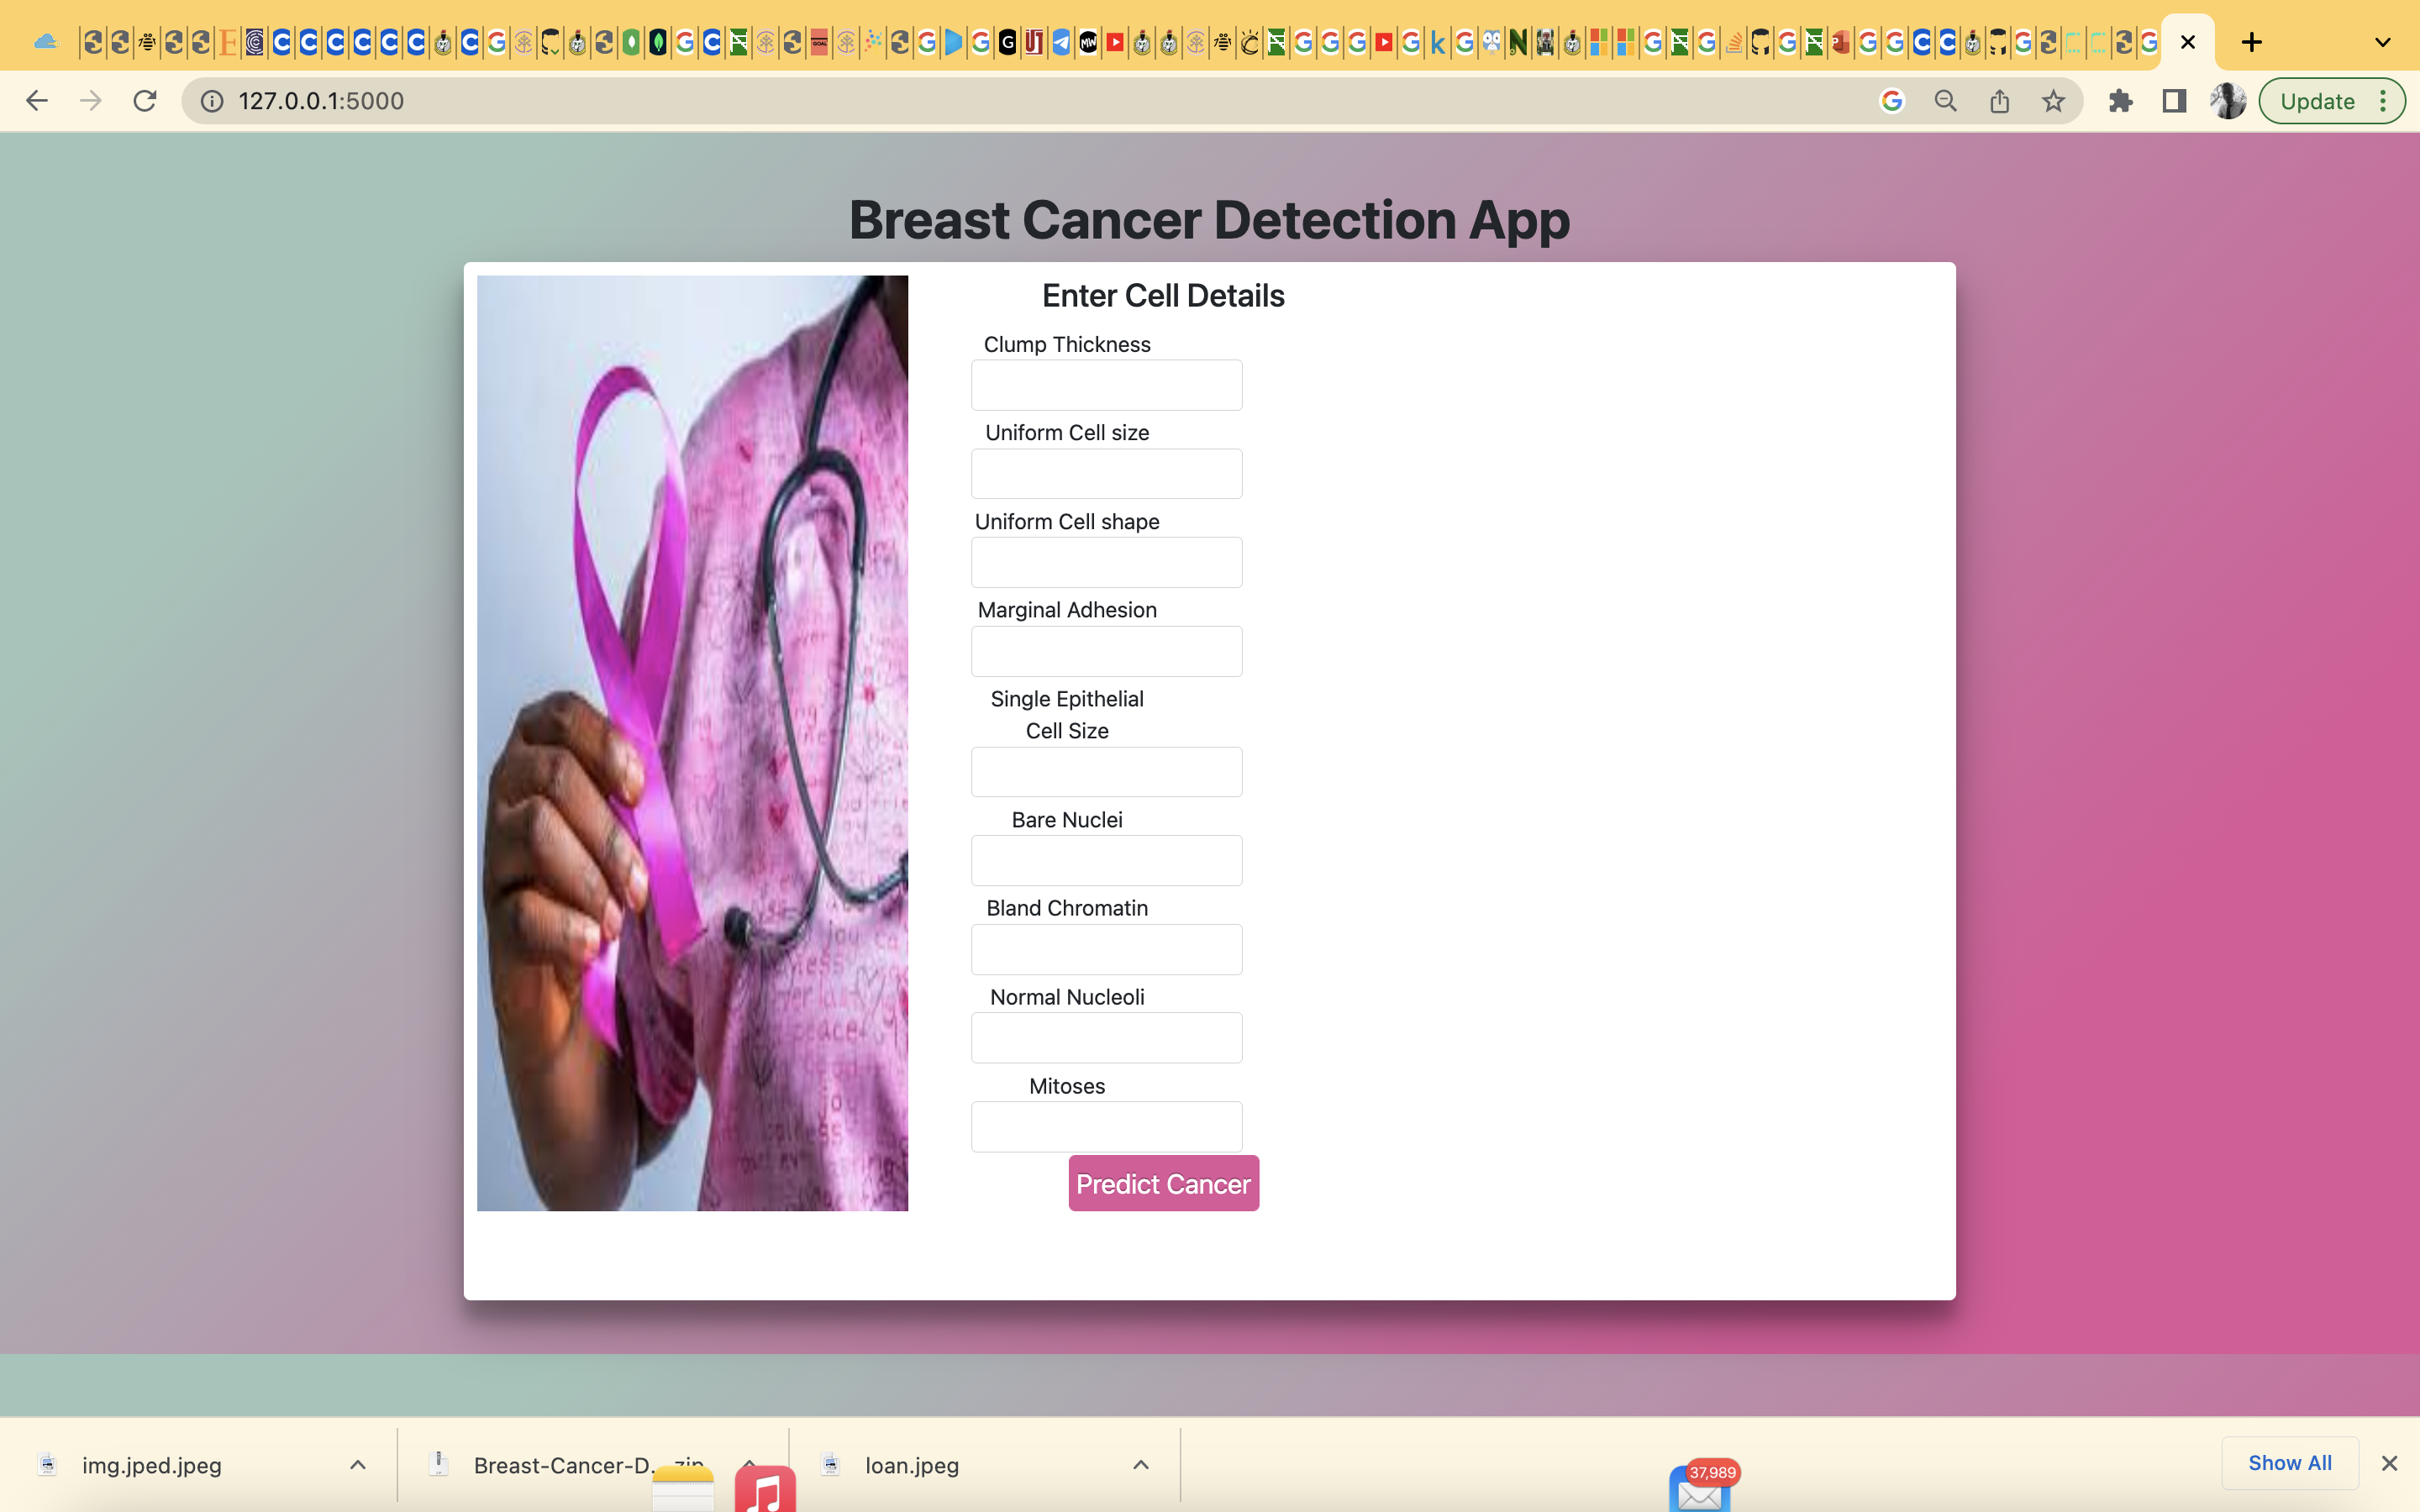 127.0.0.1:5000
Update
Breast Cancer Detection App
Enter Cell Details
Clump Thickness
Uniform Cell size
Uniform Cell shape
Marginal Adhesion
Single Epithelial
Cell Size
Bare Nuclei
Bland Chromatin
Normal Nucleoli
Mitoses
Predict Cancer
img.jped.jpeg
Breast-Cancer-D....zip
loan.jpeg
37,989
Show All